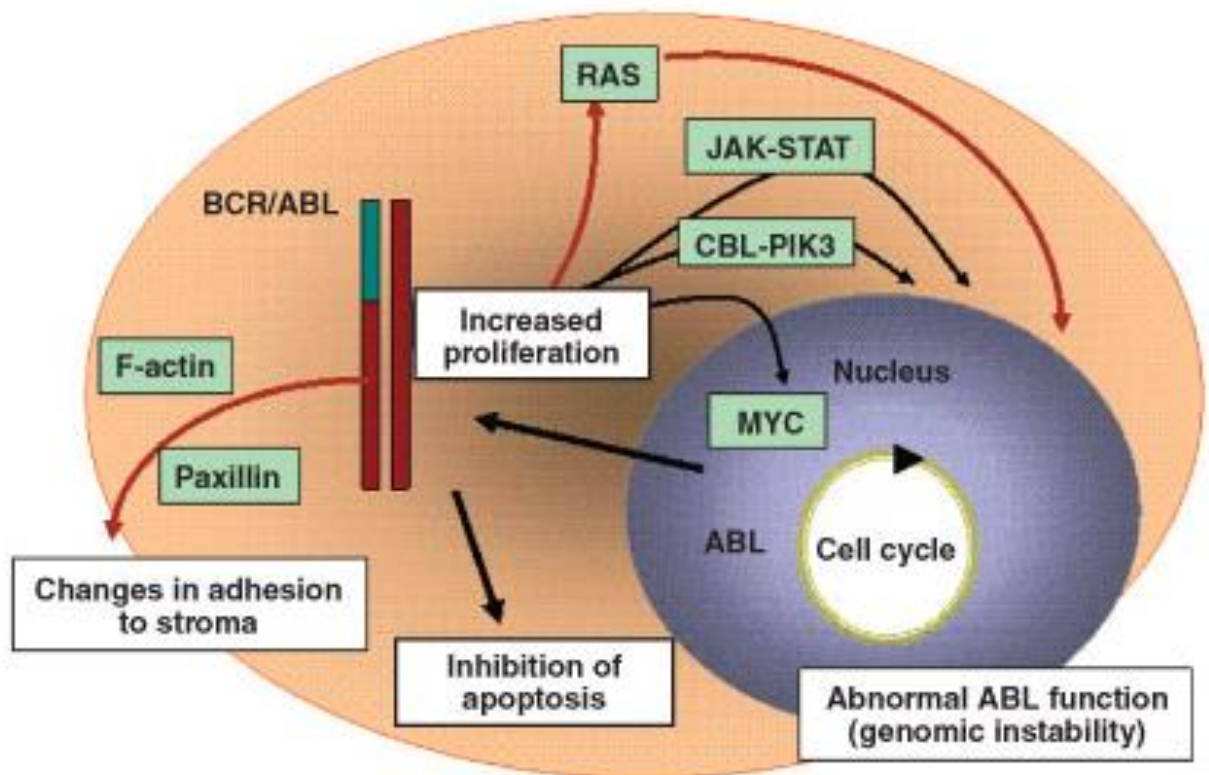 RAS
JAK-STAT
BCR/ABL
CBL-PIK3
Increased
proliferation
F-actin
Nucleus
MYC
Paxillin
ABL
Cell cycle
Changes in adhesion
to stroma
Inhibition of
apoptosis
Abnormal ABL function
(genomic instability)